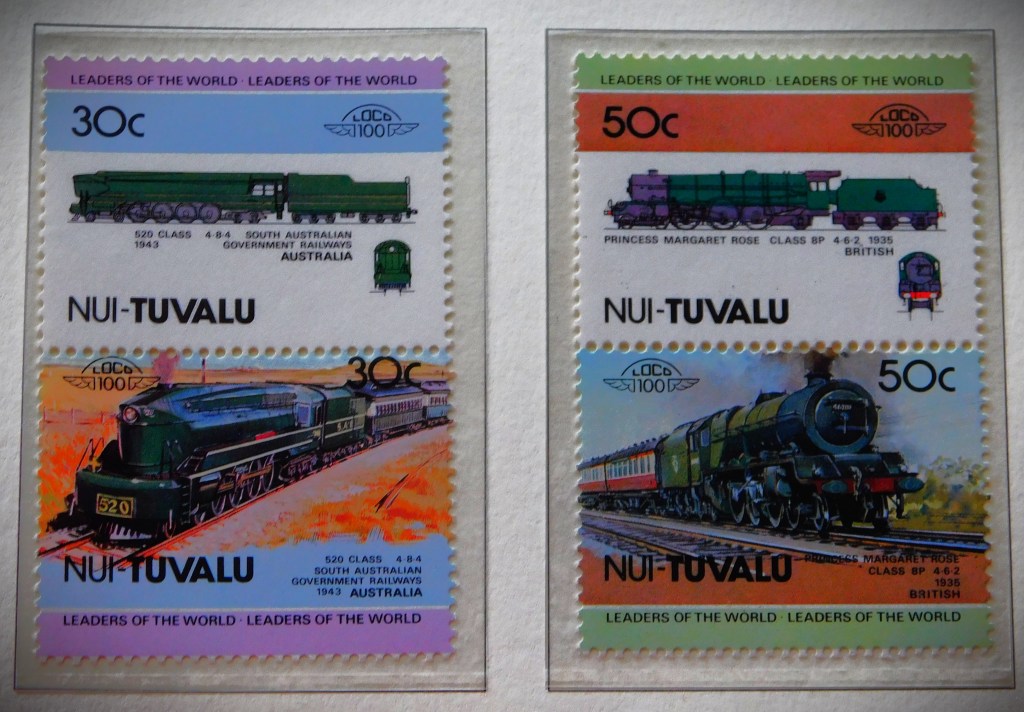 LEADERS OF THE WORLD · LEADERS OF THE WORLD
30c
LOCO
100
520 CLASS 4-8-4 SOUTH AUSTRALIAN
1943 GOVERNMENT RAILWAYS
AUSTRALIA
NUI-TUVALU
LOCO
100
30c
S.A.R
520
NUI-TUVALU
520 CLASS 4-8-4
SOUTH AUSTRALIAN
GOVERNMENT RAILWAYS
1943 AUSTRALIA
LEADERS OF THE WORLD · LEADERS OF THE WORLD
LEADERS OF THE WORLD · LEADERS OF THE WORLD
50c
LOCO
100
PRINCESS MARGARET ROSE CLASS 8P 4-6-2, 1935
BRITISH
NUI-TUVALU
LOCO
100
50c
NUI-TUVALU
PRINCESS MARGARET ROSE
CLASS 8P 4-6-2
1935
BRITISH
LEADERS OF THE WORLD · LEADERS OF THE WORLD